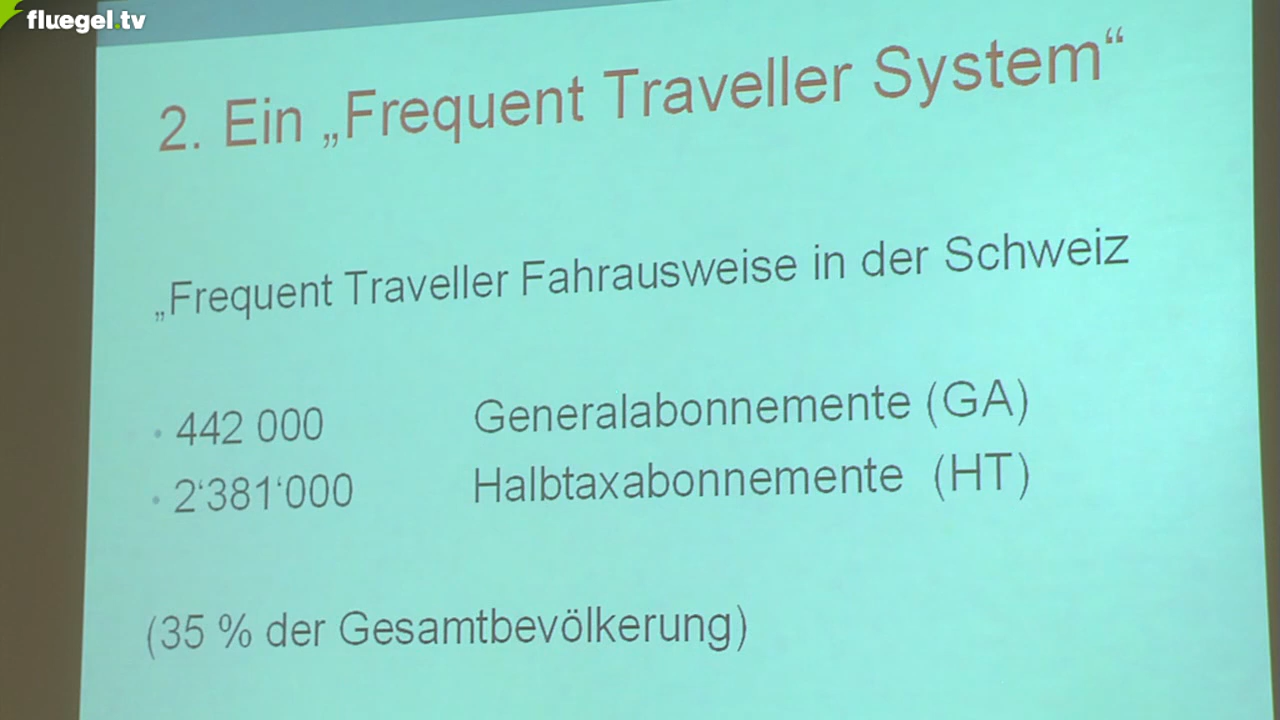 fluegel.tv
2. Ein „Frequent Traveller System“
„Frequent Traveller Fahrausweise in der Schweiz
• 442 000 Generalabonnemente (GA)
• 2‘381‘000 Halbtaxabonnemente (HT)
(35 % der Gesamtbevölkerung)